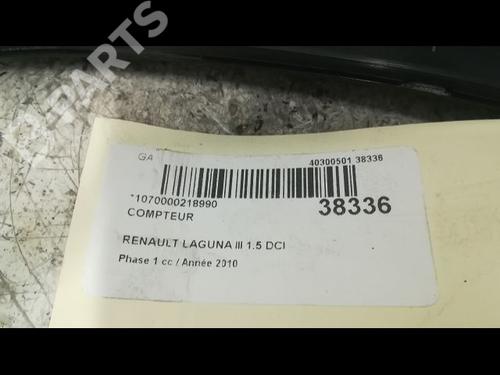 B-PARTS
GA
40300501 38336
*1070000218990
38336
COMPTEUR
RENAULT LAGUNA III 1.5 DCI
Phase 1 cc / Année 2010